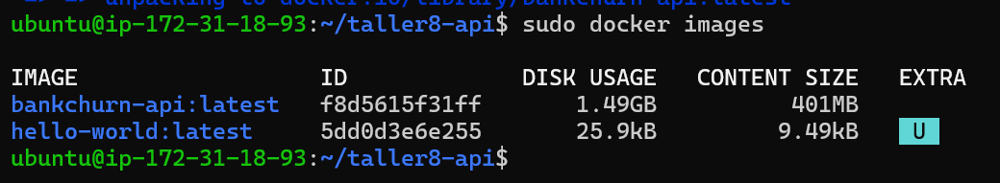 => => unpacking to docker.io/library/bankchurn-api:latest
ubuntu@ip-172-31-18-93:~/taller8-api$ sudo docker images
IMAGE ID DISK USAGE CONTENT SIZE EXTRA
bankchurn-api:latest f8d5615f31ff 1.49GB 401MB
hello-world:latest 5dd0d3e6e255 25.9kB 9.49kB U
ubuntu@ip-172-31-18-93:~/taller8-api$